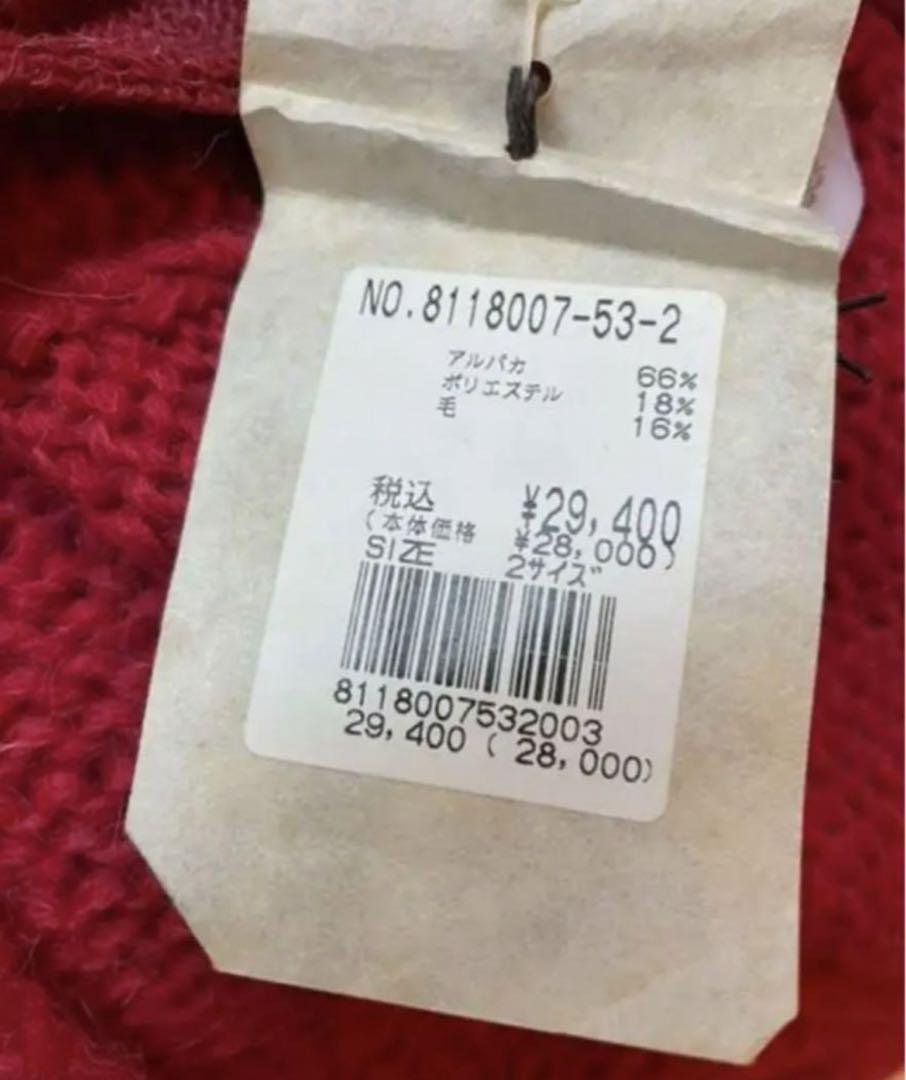 NO.8118007-53-2
アルパカ 66%
ポリエステル 18%
毛 16%
税込 ¥29,400
(本体価格 ¥28,000)
SIZE 2サイズ
8118007532003
29,400 ( 28,000)